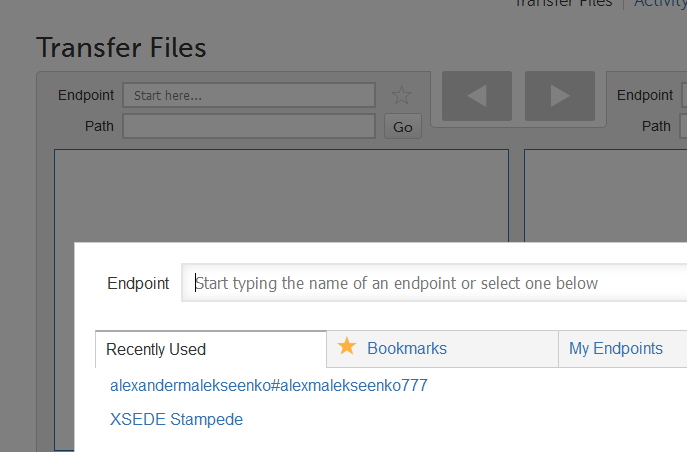 Transfer Files | Activity
Transfer Files
Endpoint Start here... Endpoint
Path Go Path
Endpoint Start typing the name of an endpoint or select one below
Recently Used Bookmarks My Endpoints
alexandermalekseenko#alexmalekseenko777
XSEDE Stampede